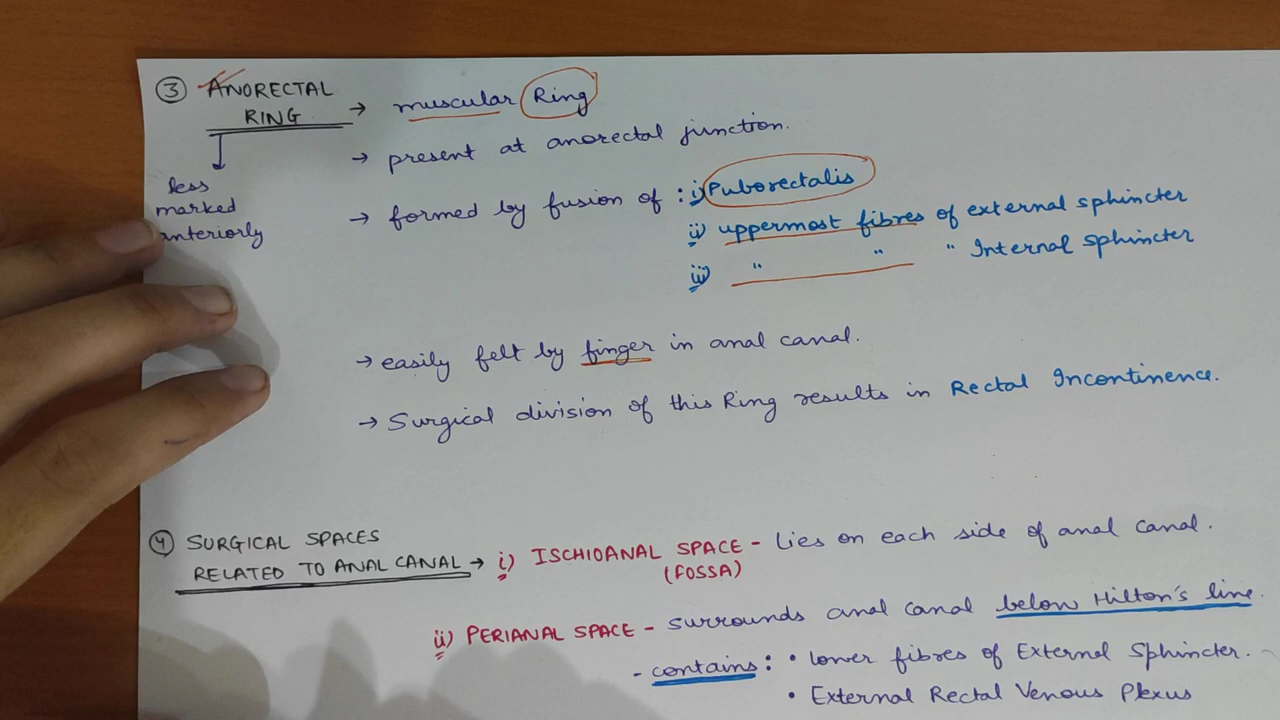 ③ ANORECTAL RING → muscular Ring
less marked anteriorly
→ present at anorectal junction.
→ formed by fusion of : i) Puborectalis
ii) uppermost fibres of external sphincter
iii) " " " Internal Sphincter
→ easily felt by finger in anal canal.
→ Surgical division of this Ring results in Rectal Incontinence.
④ SURGICAL SPACES
RELATED TO ANAL CANAL → i) ISCHIOANAL SPACE - Lies on each side of anal canal.
(FOSSA)
ii) PERIANAL SPACE - surrounds anal canal below Hilton's line.
- contains : • lower fibres of External Sphincter.
• External Rectal Venous Plexus